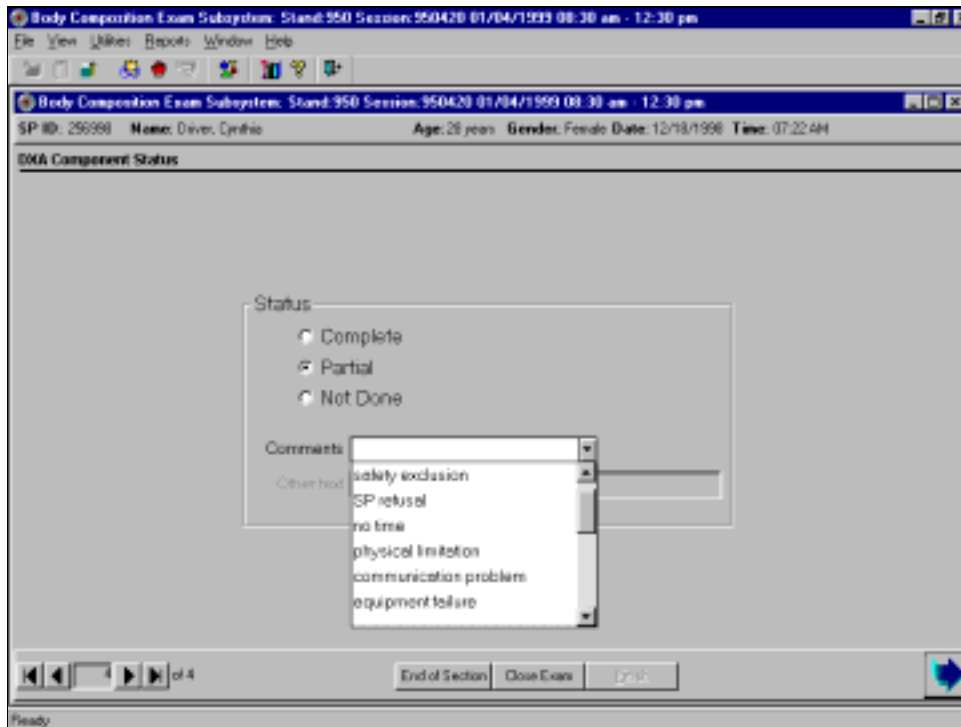 Body Composition Exam Subsystem: Stand:950 Session:950420 01/04/1999 08:30 am - 12:30 pm
File View Utilities Reports Window Help
Body Composition Exam Subsystem: Stand:950 Session:950420 01/04/1999 08:30 am - 12:30 pm
SP ID: 256998 Name: Driver, Cynthia Age: 28 years Gender: Female Date: 12/18/1998 Time: 07:22 AM
DXA Component Status
Status
Complete
Partial
Not Done
Comments
safety exclusion
Other text
SP refusal
no time
physical limitation
communication problem
equipment failure
4 of 4 End of Section Close Exam Finish
Ready